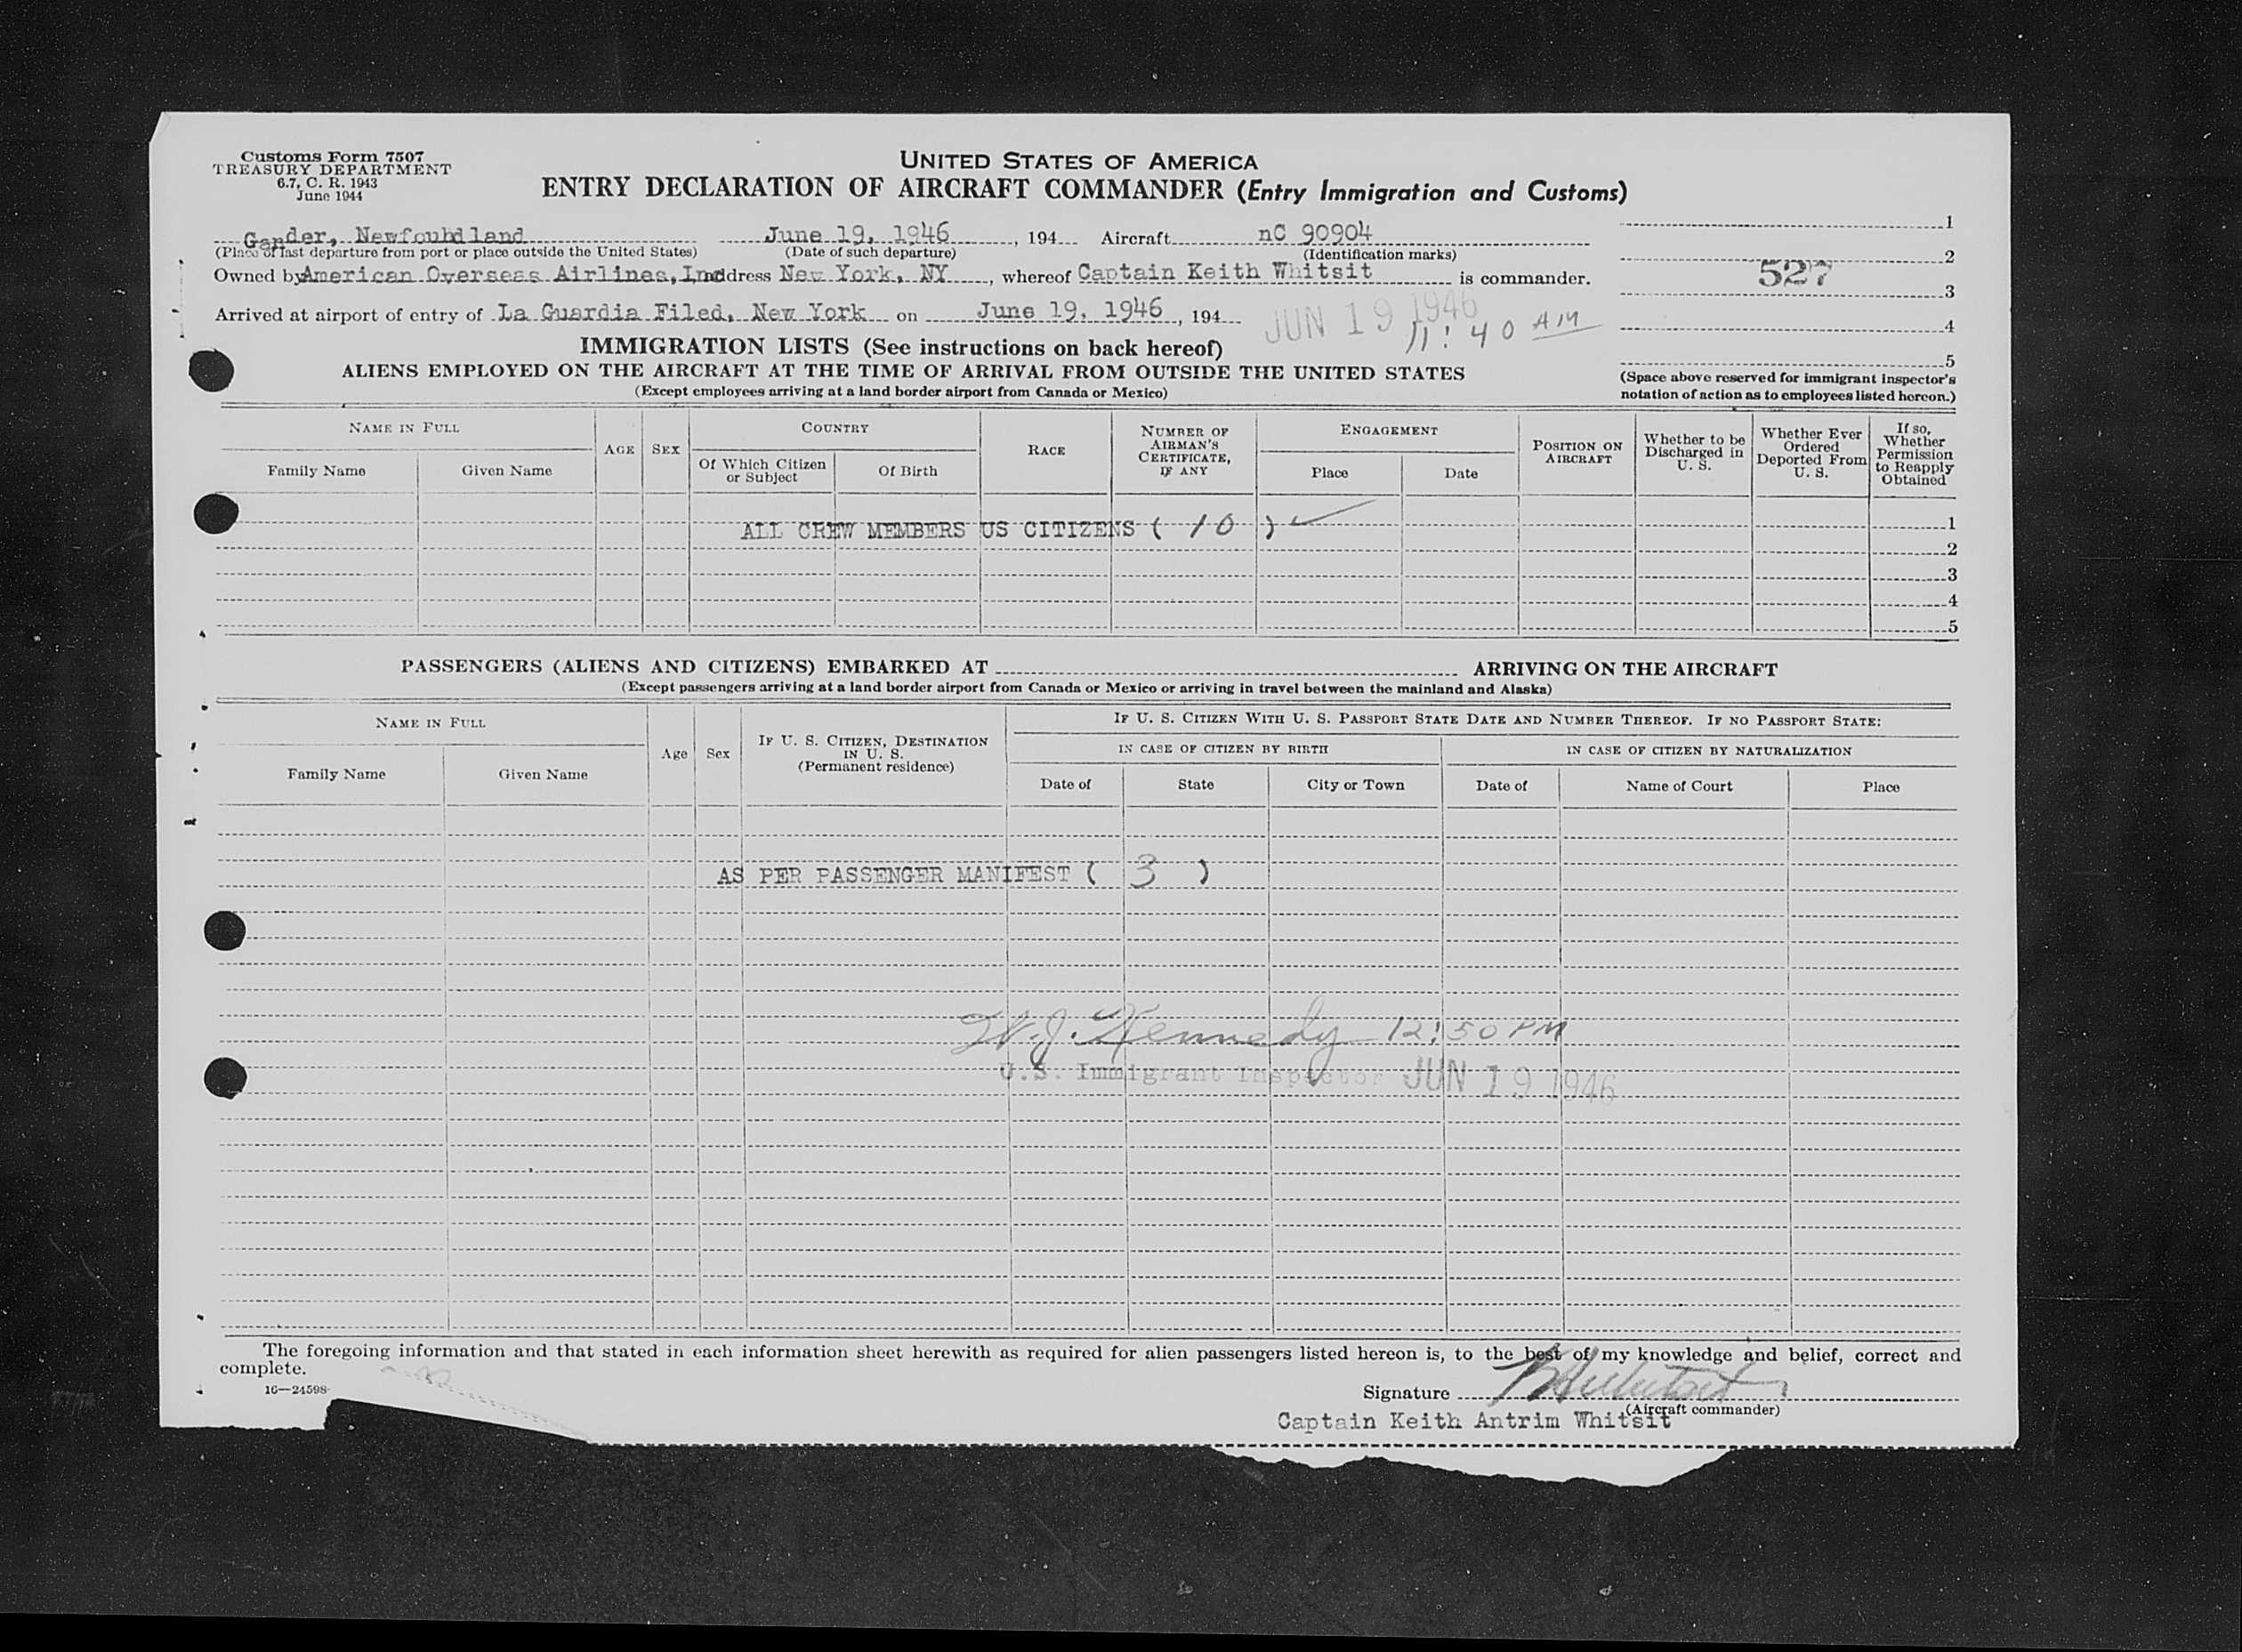 Customs Form 7507
TREASURY DEPARTMENT
6.7, C. R. 1943
June 1944
UNITED STATES OF AMERICA
ENTRY DECLARATION OF AIRCRAFT COMMANDER (Entry Immigration and Customs)
Gander, Newfouhdland June 19, 1946, 194 Aircraft nC 90904 1
(Place of last departure from port or place outside the United States) (Date of such departure) (Identification marks)
2
527
Owned by American Overseas Airlines, Inc address New York, NY, whereof Captain Keith Whitsit is commander.
3
Arrived at airport of entry of La Guardia Filed, New York on June 19, 1946, 194 JUN 19 1946
11:40 AM
4
IMMIGRATION LISTS (See instructions on back hereof)
5
ALIENS EMPLOYED ON THE AIRCRAFT AT THE TIME OF ARRIVAL FROM OUTSIDE THE UNITED STATES
(Except employees arriving at a land border airport from Canada or Mexico)
(Space above reserved for immigrant inspector's
notation of action as to employees listed hereon.)
NAME IN FULL
Family Name
Given Name
AGE
SEX
COUNTRY
Of Which Citizen
or Subject
Of Birth
RACE
NUMBER OF
AIRMAN'S
CERTIFICATE,
IF ANY
ENGAGEMENT
Place
Date
POSITION ON
AIRCRAFT
Whether to be
Discharged in
U. S.
Whether Ever
Ordered
Deported From
U. S.
If so,
Whether
Permission
to Reapply
Obtained
ALL CREW MEMBERS US CITIZENS ( 10 ) ✓
1
2
3
4
5
PASSENGERS (ALIENS AND CITIZENS) EMBARKED AT ARRIVING ON THE AIRCRAFT
(Except passengers arriving at a land border airport from Canada or Mexico or arriving in travel between the mainland and Alaska)
NAME IN FULL
Family Name
Given Name
Age
Sex
IF U. S. CITIZEN, DESTINATION
IN U. S.
(Permanent residence)
IF U. S. CITIZEN WITH U. S. PASSPORT STATE DATE AND NUMBER THEREOF. IF NO PASSPORT STATE:
IN CASE OF CITIZEN BY BIRTH
Date of
State
City or Town
IN CASE OF CITIZEN BY NATURALIZATION
Date of
Name of Court
Place
AS PER PASSENGER MANIFEST ( 3 )
W.J. Kennedy 12:50 PM
U.S. Immigrant Inspector JUN 19 1946
The foregoing information and that stated in each information sheet herewith as required for alien passengers listed hereon is, to the best of my knowledge and belief, correct and
complete.
16—24598
Signature KAWhitsit
(Aircraft commander)
Captain Keith Antrim Whitsit